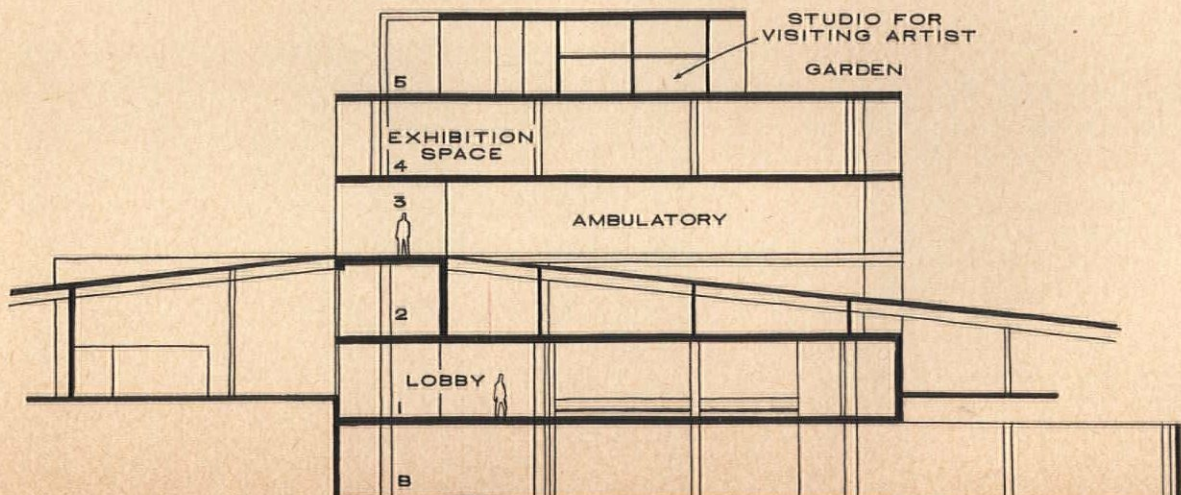 STUDIO FOR
VISITING ARTIST
GARDEN
5
EXHIBITION
SPACE
4
3
AMBULATORY
2
LOBBY
1
B